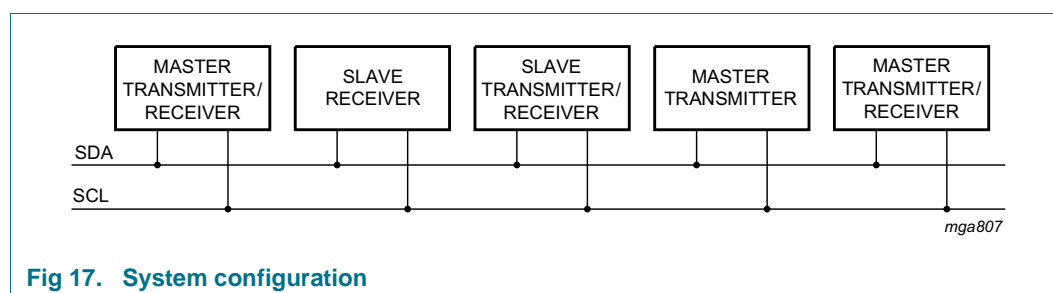 MASTER
TRANSMITTER/
RECEIVER
SLAVE
RECEIVER
SLAVE
TRANSMITTER/
RECEIVER
MASTER
TRANSMITTER
MASTER
TRANSMITTER/
RECEIVER
SDA
SCL
mga807
Fig 17. System configuration